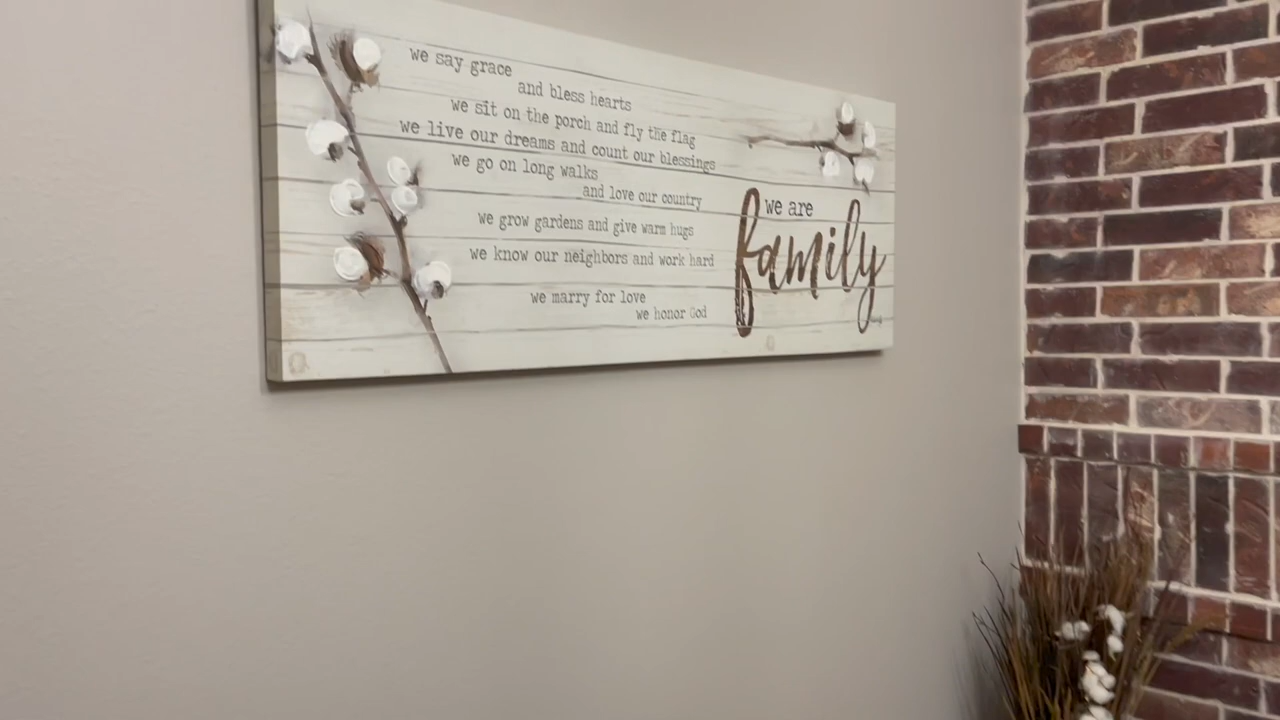 we say grace
and bless hearts
we sit on the porch and fly the flag
we live our dreams and count our blessings
we go on long walks
and love our country
we grow gardens and give warm hugs
we know our neighbors and work hard
we marry for love
we honor God
we are
family